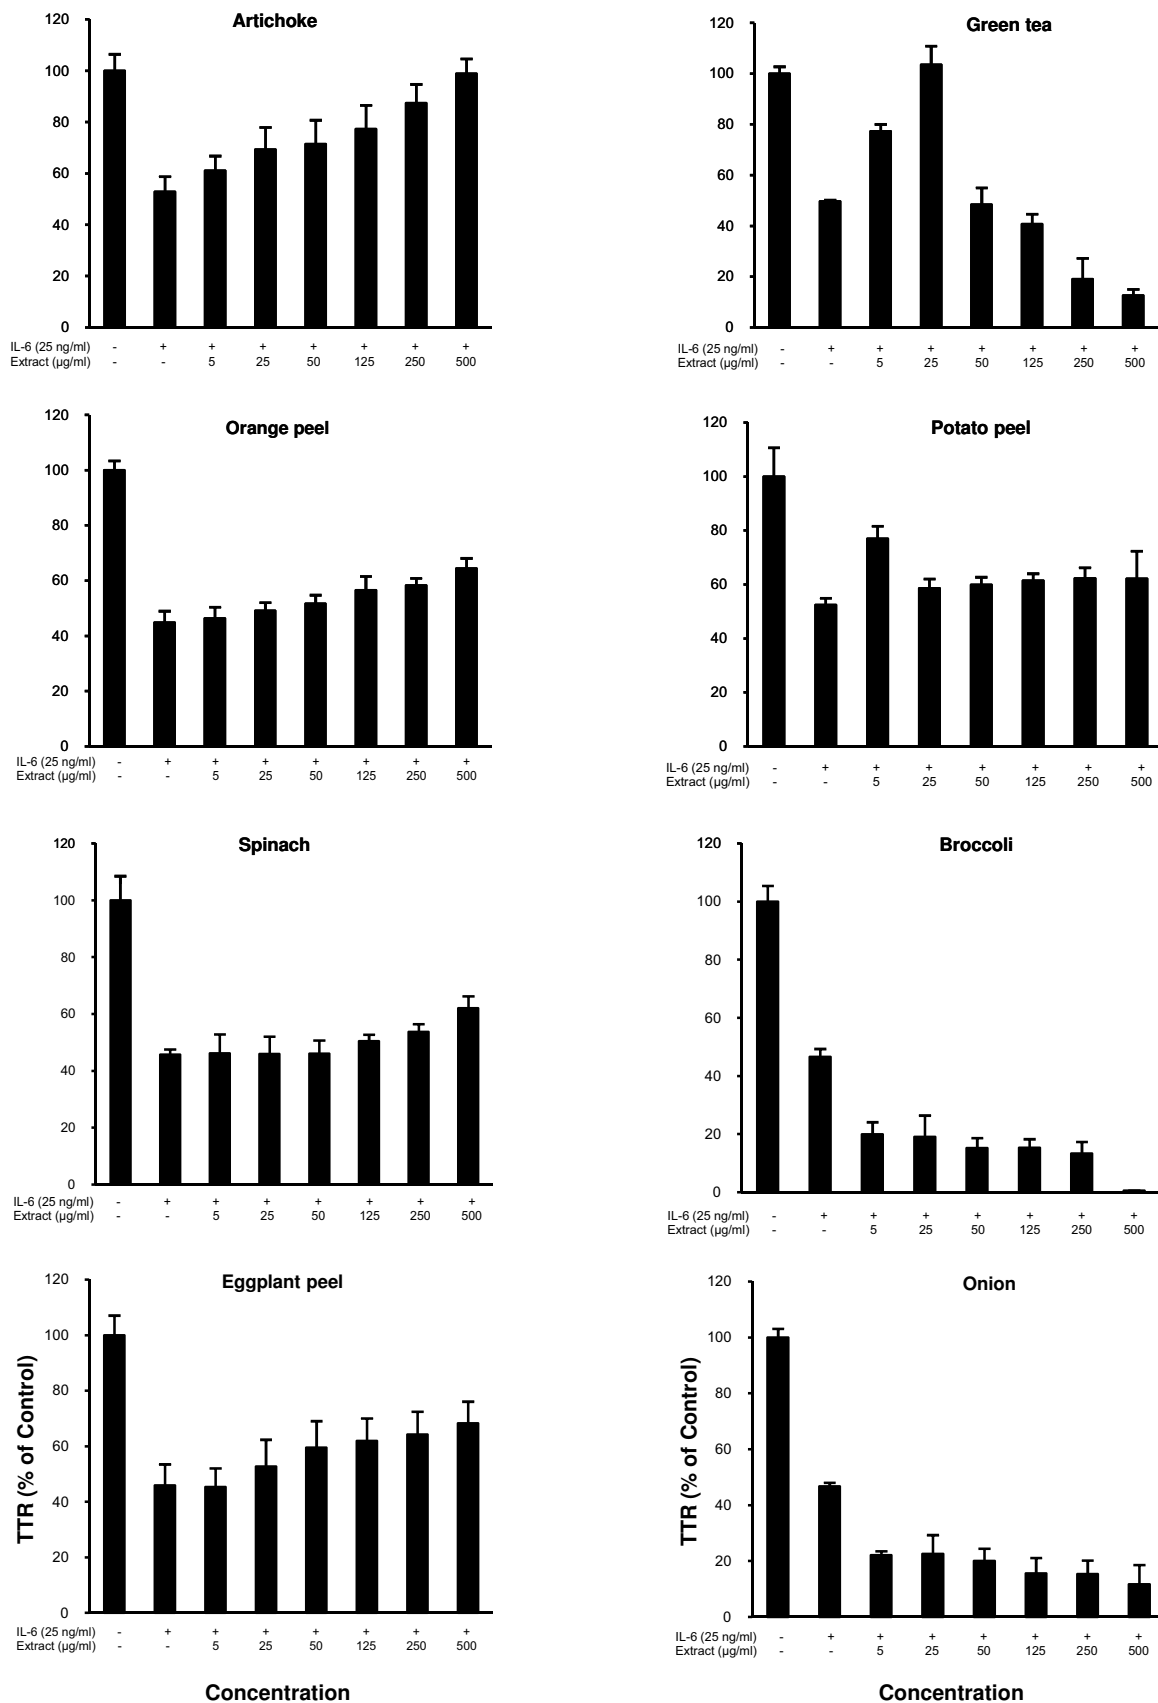 Artichoke
120
100
80
60
40
20
0
IL-6 (25 ng/ml) - + + + + + + +
Extract (µg/ml) - - 5 25 50 125 250 500
Green tea
120
100
80
60
40
20
0
IL-6 (25 ng/ml) - + + + + + + +
Extract (µg/ml) - - 5 25 50 125 250 500
Orange peel
120
100
80
60
40
20
0
IL-6 (25 ng/ml) - + + + + + + +
Extract (µg/ml) - - 5 25 50 125 250 500
Potato peel
120
100
80
60
40
20
0
IL-6 (25 ng/ml) - + + + + + + +
Extract (µg/ml) - - 5 25 50 125 250 500
Spinach
120
100
80
60
40
20
0
IL-6 (25 ng/ml) - + + + + + + +
Extract (µg/ml) - - 5 25 50 125 250 500
Broccoli
120
100
80
60
40
20
0
IL-6 (25 ng/ml) - + + + + + + +
Extract (µg/ml) - - 5 25 50 125 250 500
Eggplant peel
TTR (% of Control)
120
100
80
60
40
20
0
IL-6 (25 ng/ml) - + + + + + + +
Extract (µg/ml) - - 5 25 50 125 250 500
Concentration
Onion
TTR (% of Control)
120
100
80
60
40
20
0
IL-6 (25 ng/ml) - + + + + + + +
Extract (µg/ml) - - 5 25 50 125 250 500
Concentration